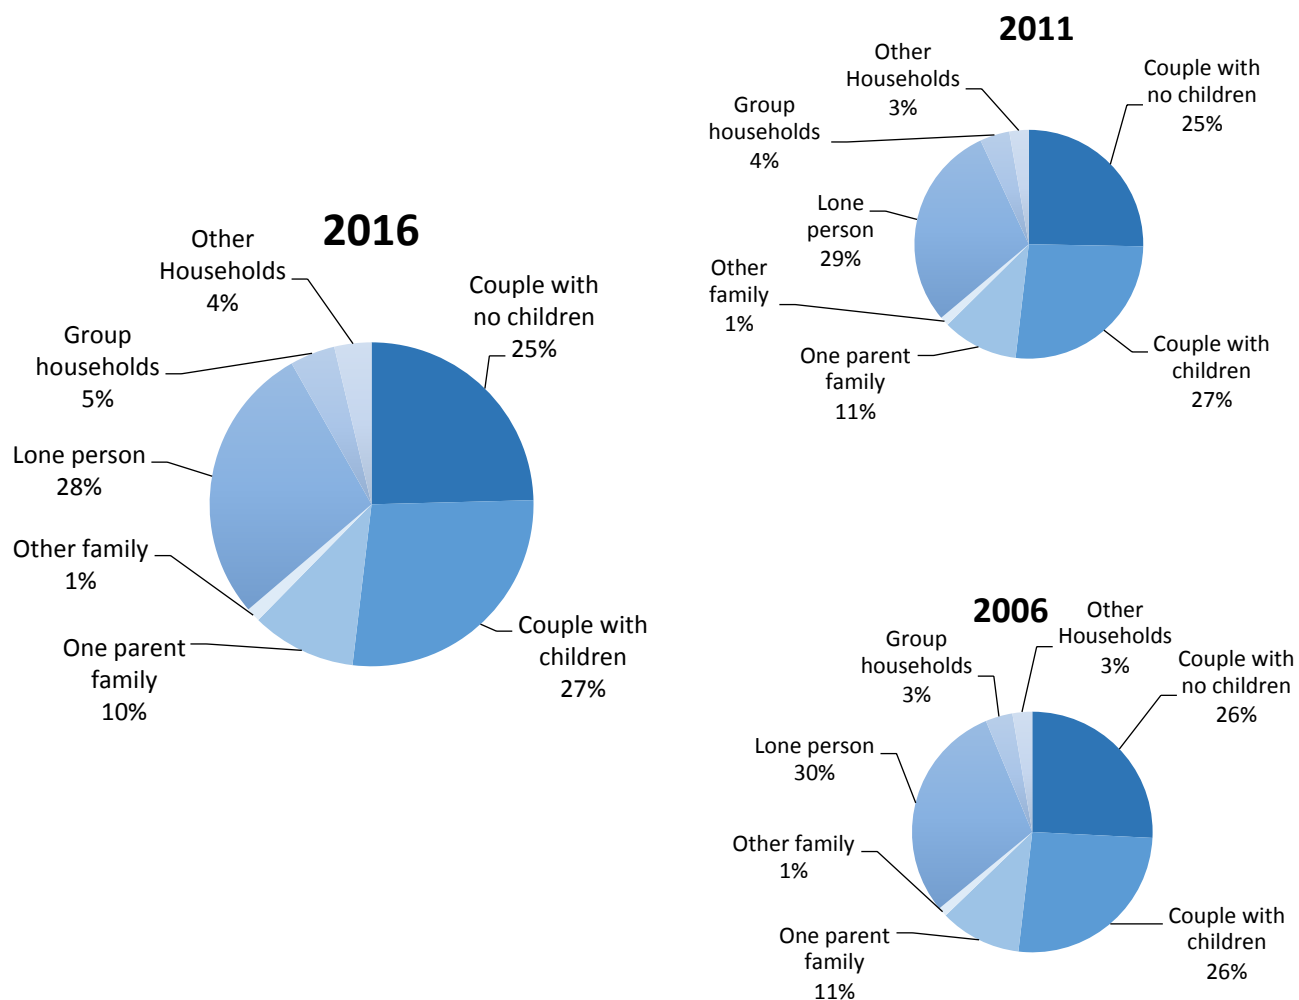 2016
Other
Households
4%
Couple with
no children
25%
Group
households
5%
Lone person
28%
Other family
1%
One parent
family
10%
Couple with
children
27%
2011
Other
Households
3%
Couple with
no children
25%
Group
households
4%
Lone
person
29%
Other
family
1%
One parent
family
11%
Couple with
children
27%
2006
Other
Households
3%
Group
households
3%
Couple with
no children
26%
Lone person
30%
Other family
1%
One parent
family
11%
Couple with
children
26%